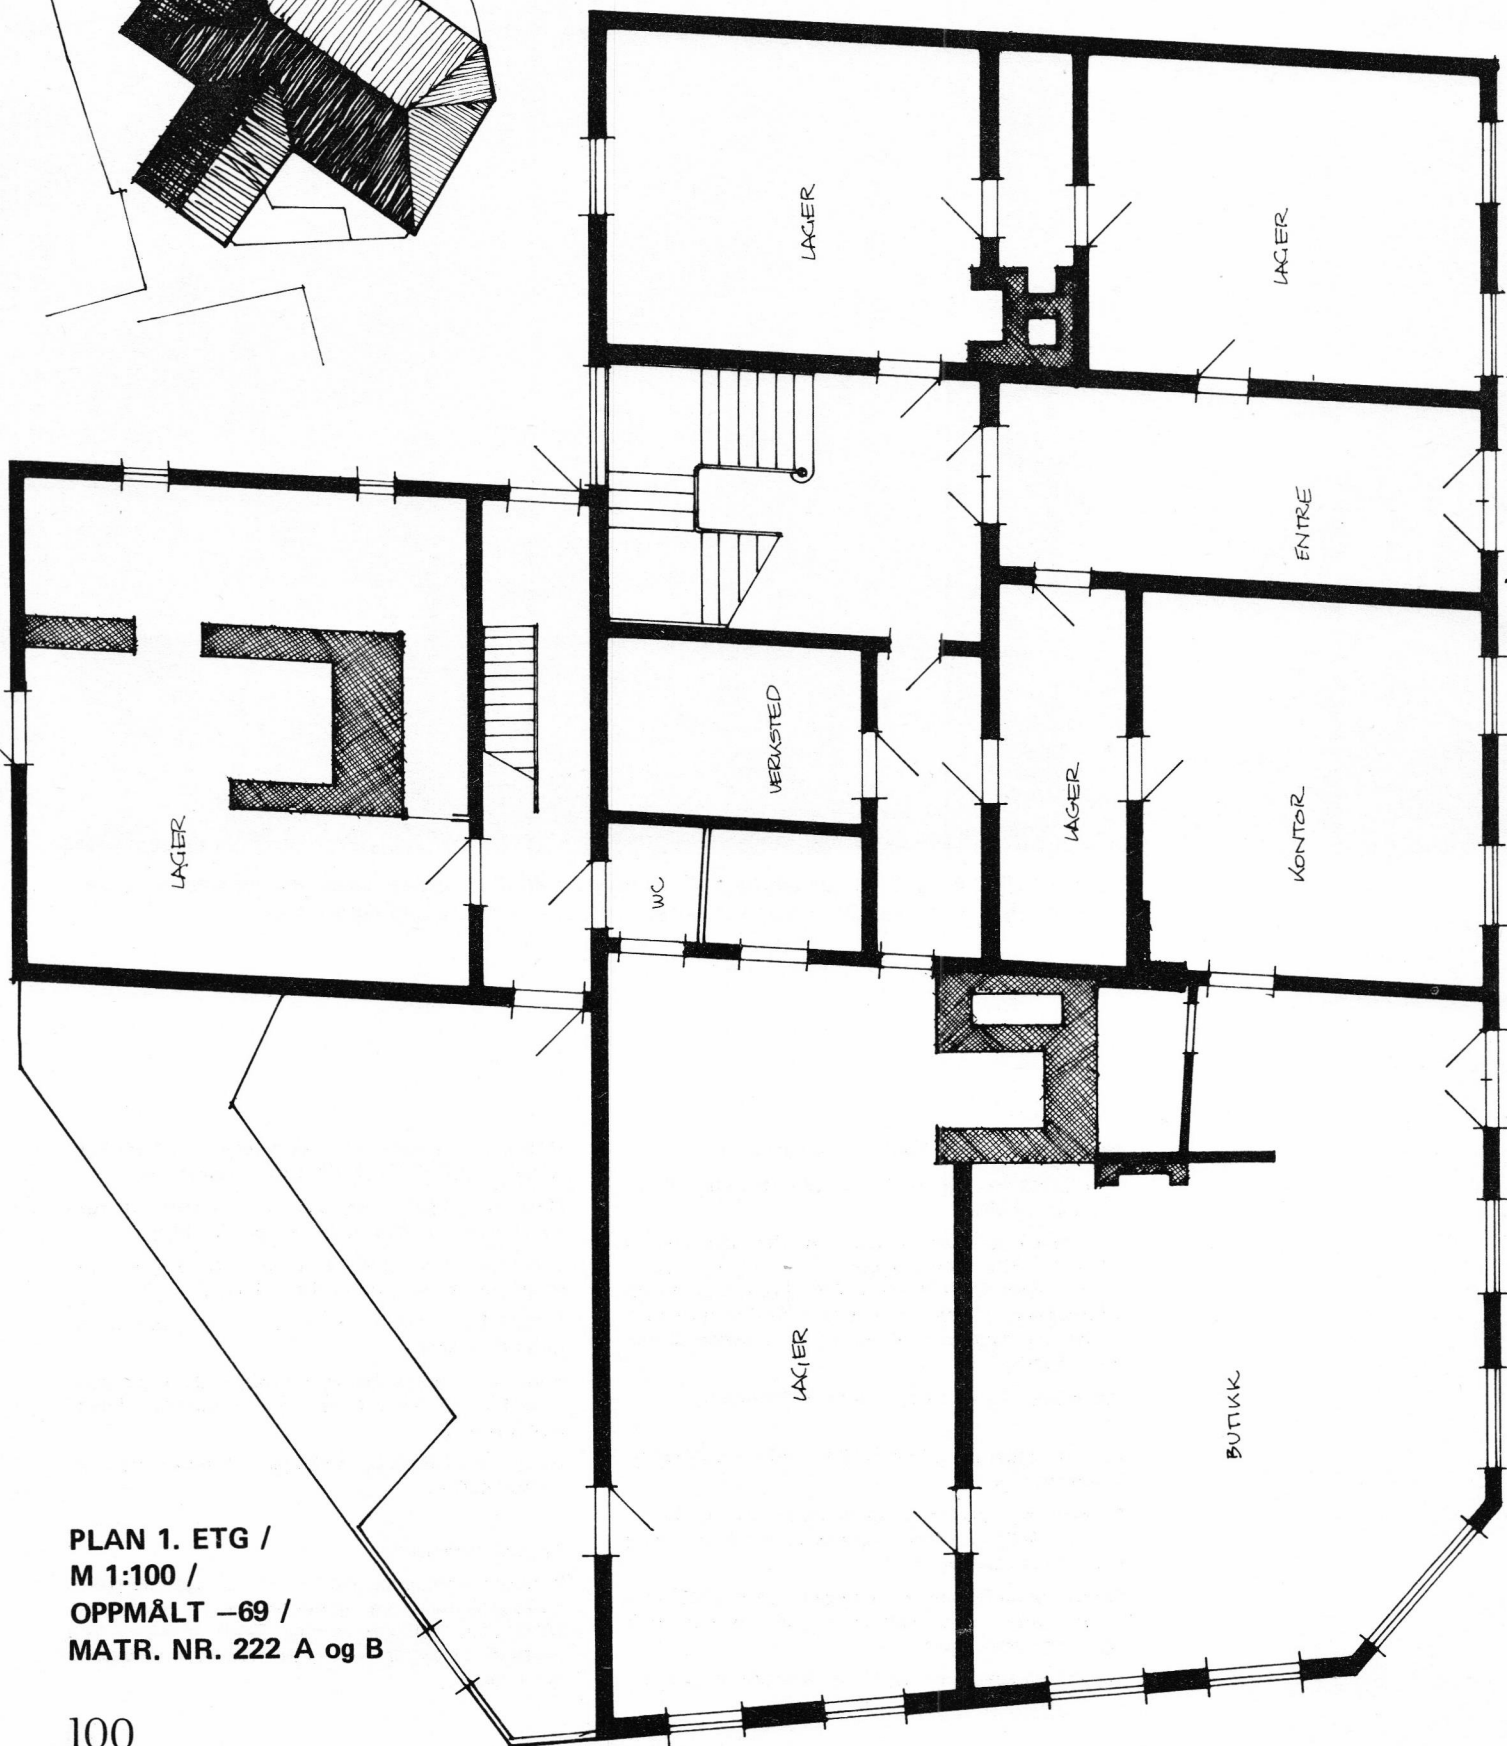 LAGER
LAGER
ENTRE
VERKSTED
LAGER
KONTOR
LAGER
WC
LAGER
BUTIKK
PLAN 1. ETG /
M 1:100 /
OPPMÅLT –69 /
MATR. NR. 222 A og B
100